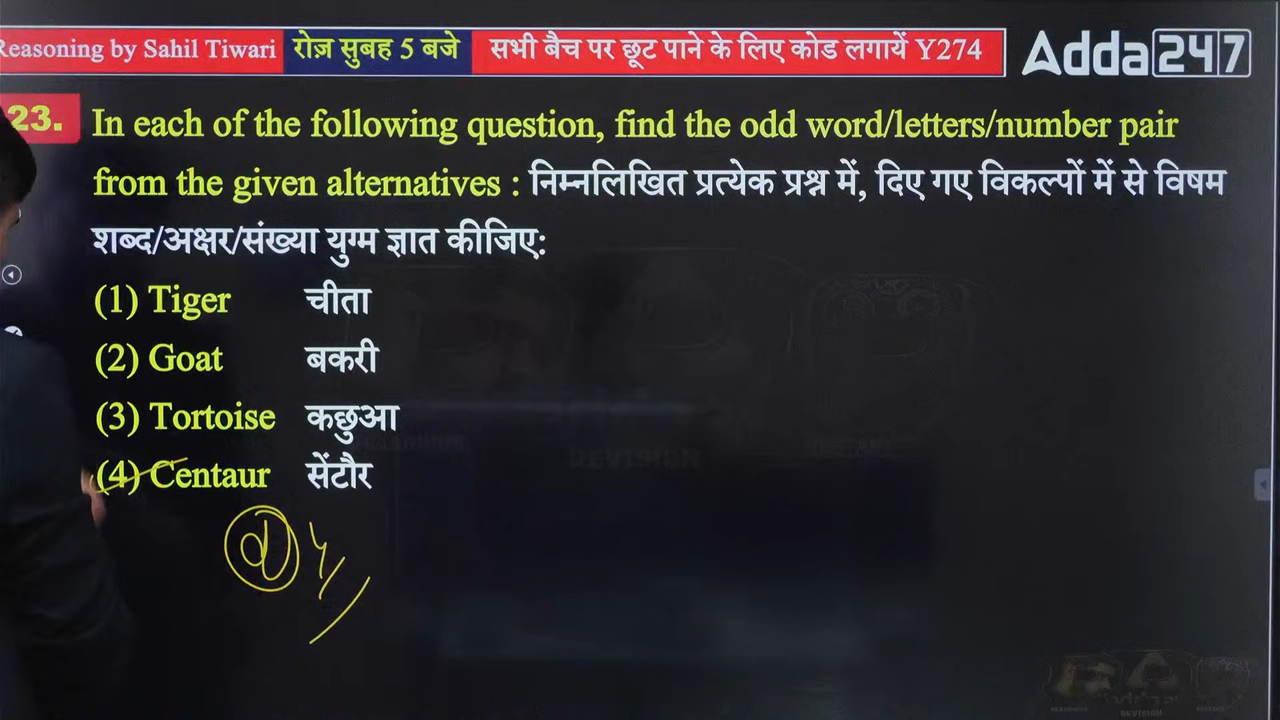 Reasoning by Sahil Tiwari रोज़ सुबह 5 बजे सभी बैच पर छूट पाने के लिए कोड लगायें Y274 Adda247
23. In each of the following question, find the odd word/letters/number pair
from the given alternatives : निम्नलिखित प्रत्येक प्रश्न में, दिए गए विकल्पों में से विषम
शब्द/अक्षर/संख्या युग्म ज्ञात कीजिए:
(1) Tiger चीता
(2) Goat बकरी
(3) Tortoise कछुआ
(4) Centaur सेंटौर
d
REVISION